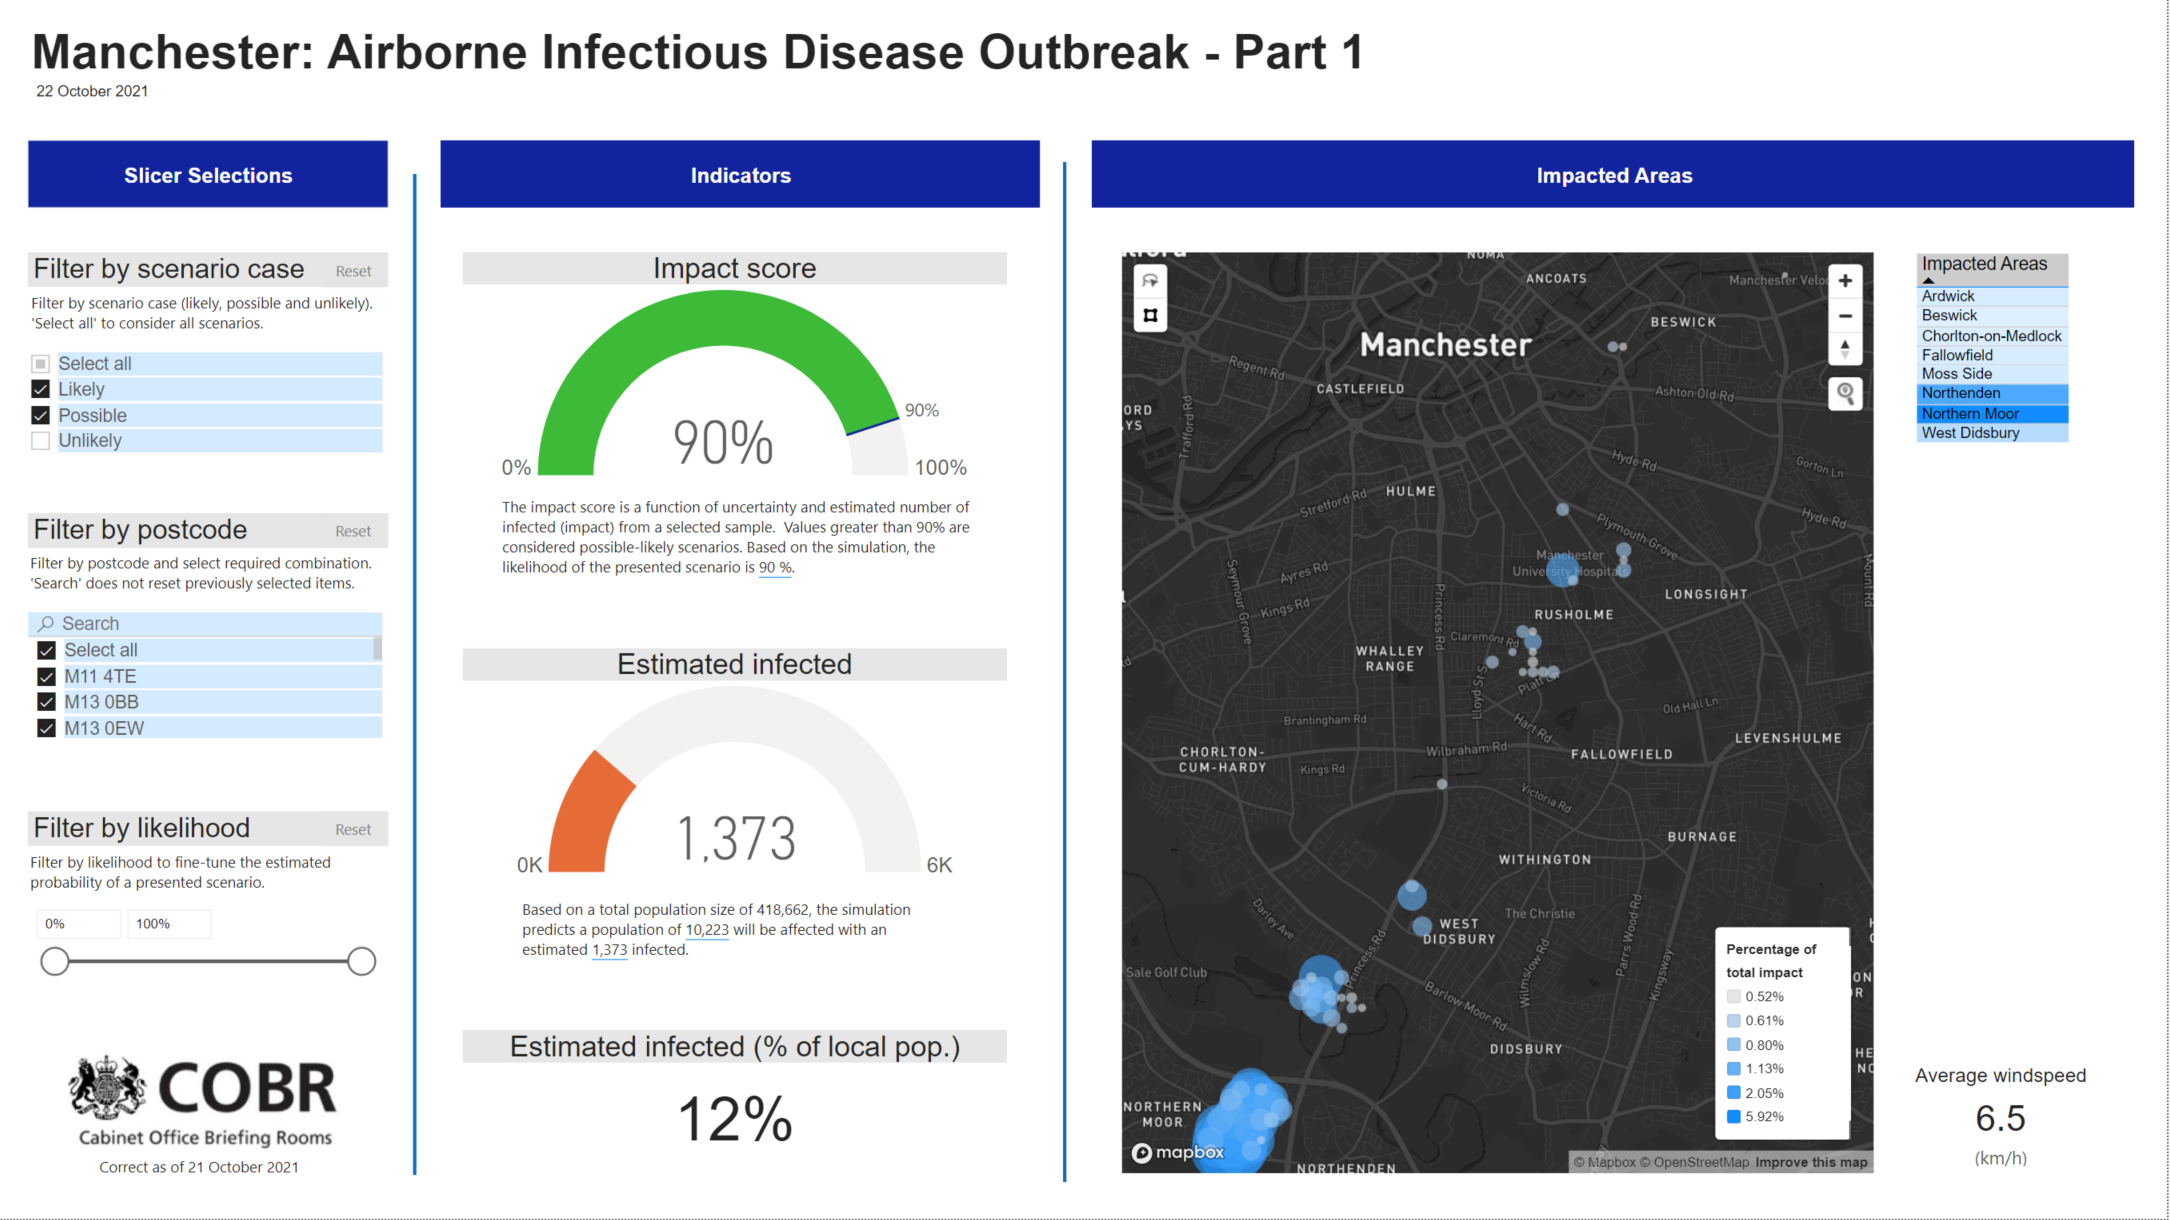 Manchester: Airborne Infectious Disease Outbreak - Part 1
22 October 2021
Slicer Selections
Filter by scenario case
Reset
Filter by scenario case (likely, possible and unlikely).
'Select all' to consider all scenarios.
Select all
Likely
Possible
Unlikely
Filter by postcode
Reset
Filter by postcode and select required combination.
'Search' does not reset previously selected items.
Search
Select all
M11 4TE
M13 0BB
M13 0EW
Filter by likelihood
Reset
Filter by likelihood to fine-tune the estimated
probability of a presented scenario.
0%
100%
COBR
Cabinet Office Briefing Rooms
Correct as of 21 October 2021
Indicators
Impact score
90%
90%
0%
100%
The impact score is a function of uncertainty and estimated number of
infected (impact) from a selected sample. Values greater than 90% are
considered possible-likely scenarios. Based on the simulation, the
likelihood of the presented scenario is 90 %.
Estimated infected
1,373
0K
6K
Based on a total population size of 418,662, the simulation
predicts a population of 10,223 will be affected with an
estimated 1,373 infected.
Estimated infected (% of local pop.)
12%
Impacted Areas
NOMA
ANCOATS
Manchester Velo
BESWICK
Manchester
Regent Rd
CASTLEFIELD
Ashton Old Rd
ORD
YS
Trafford Rd
Hyde Rd
Gorton Ln
HULME
Stretford Rd
Hyde Rd
Plymouth Grove
Manchester
University Hospitals
Ayres Rd
Seymour Grove
Kings Rd
Princess Rd
LONGSIGHT
Mount Rd
RUSHOLME
Claremont Rd
WHALLEY
RANGE
Lloyd St S
Platt Ln
Old Hall Ln
Brantingham Rd
Hart Rd
LEVENSHULME
Wilbraham Rd
FALLOWFIELD
CHORLTON-
CUM-HARDY
Kings Rd
Victoria Rd
BURNAGE
WITHINGTON
Darley Ave
The Christie
WEST
DIDSBURY
Princess Rd
Wilmslow Rd
Parrs Wood Rd
Kingsway
Sale Golf Club
Barlow Moor Rd
DIDSBURY
NORTHERN
MOOR
NORTHENDEN
Percentage of
total impact
0.52%
0.61%
0.80%
1.13%
2.05%
5.92%
ON
R
HE
NO
mapbox
© Mapbox © OpenStreetMap Improve this map
Impacted Areas
Ardwick
Beswick
Chorlton-on-Medlock
Fallowfield
Moss Side
Northenden
Northern Moor
West Didsbury
Average windspeed
6.5
(km/h)